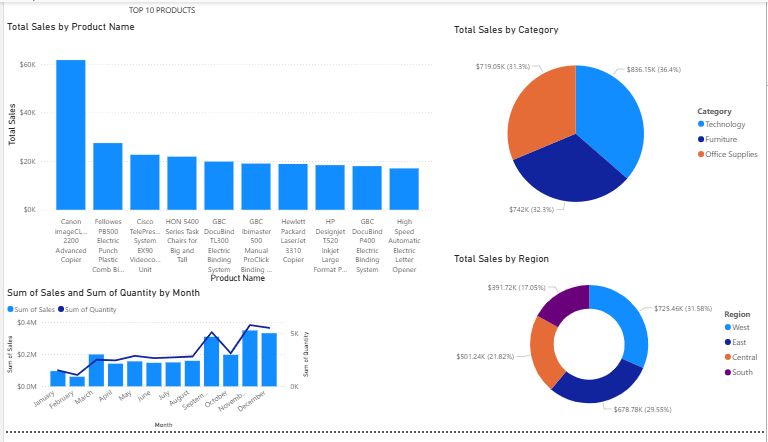 TOP 10 PRODUCTS
Total Sales by Product Name
Total Sales
$60K
$40K
$20K
$0K
Canon
imageCL...
2200
Advanced
Copier
Fellowes
PB500
Electric
Punch
Plastic
Comb Bi...
Cisco
TelePres...
System
EX90
Videoco...
Unit
HON 5400
Series Task
Chairs for
Big and
Tall
GBC
DocuBind
TL300
Electric
Binding
System
GBC
Ibimaster
500
Manual
ProClick
Binding ...
Hewlett
Packard
LaserJet
3310
Copier
HP
Designjet
T520
Inkjet
Large
Format P...
GBC
DocuBind
P400
Electric
Binding
System
High
Speed
Automatic
Electric
Letter
Opener
Product Name
Total Sales by Category
$719.05K (31.3%)
$836.15K (36.4%)
$742K (32.3%)
Category
Technology
Furniture
Office Supplies
Sum of Sales and Sum of Quantity by Month
Sum of Sales
Sum of Quantity
Sum of Sales
$0.4M
$0.2M
$0.0M
5K
0K
Sum of Quantity
January
February
March
April
May
June
July
August
Septem...
October
Novemb...
December
Month
Total Sales by Region
$391.72K (17.05%)
$725.46K (31.58%)
$501.24K (21.82%)
$678.78K (29.55%)
Region
West
East
Central
South